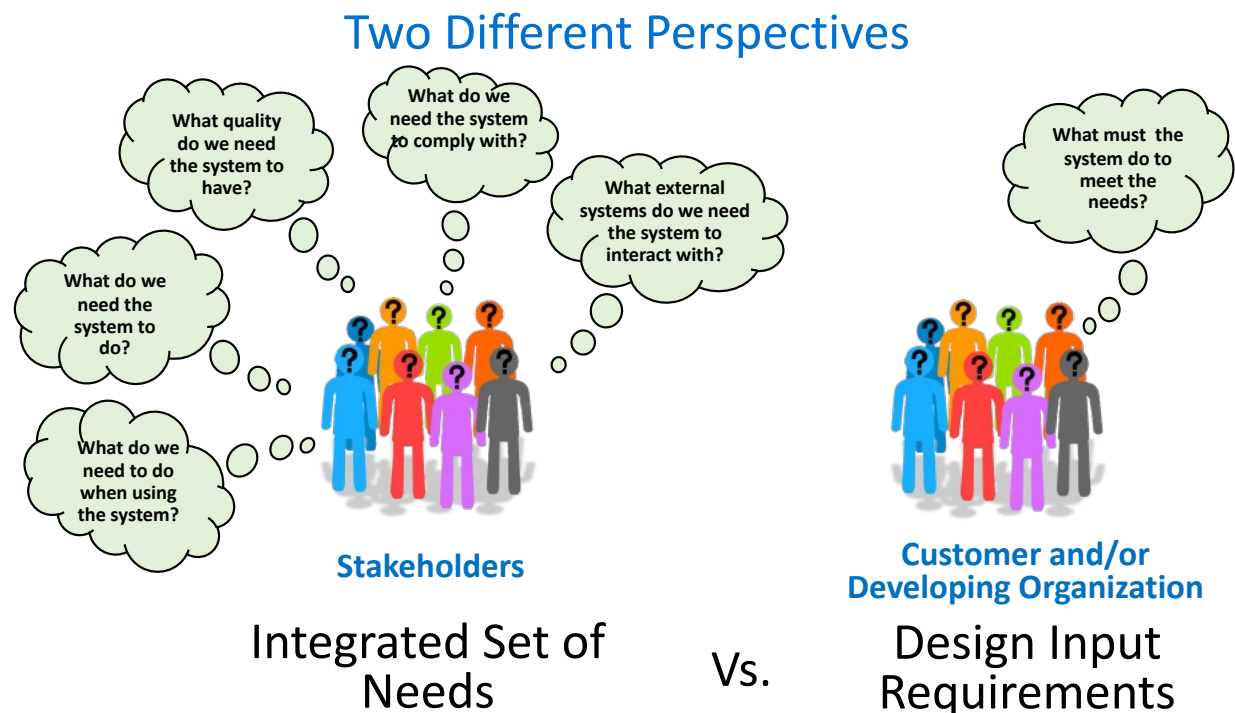 Two Different Perspectives
What quality
do we need
the system to
have?
What do we
need the system
to comply with?
What external
systems do we need
the system to
interact with?
What do we
need the
system to
do?
What do we
need to do
when using
the system?
What must the
system do to
meet the
needs?
? ? ? ?
? ? ? ?
? ? ? ?
? ? ? ?
Stakeholders
Customer and/or
Developing Organization
Integrated Set of
Needs
Vs.
Design Input
Requirements